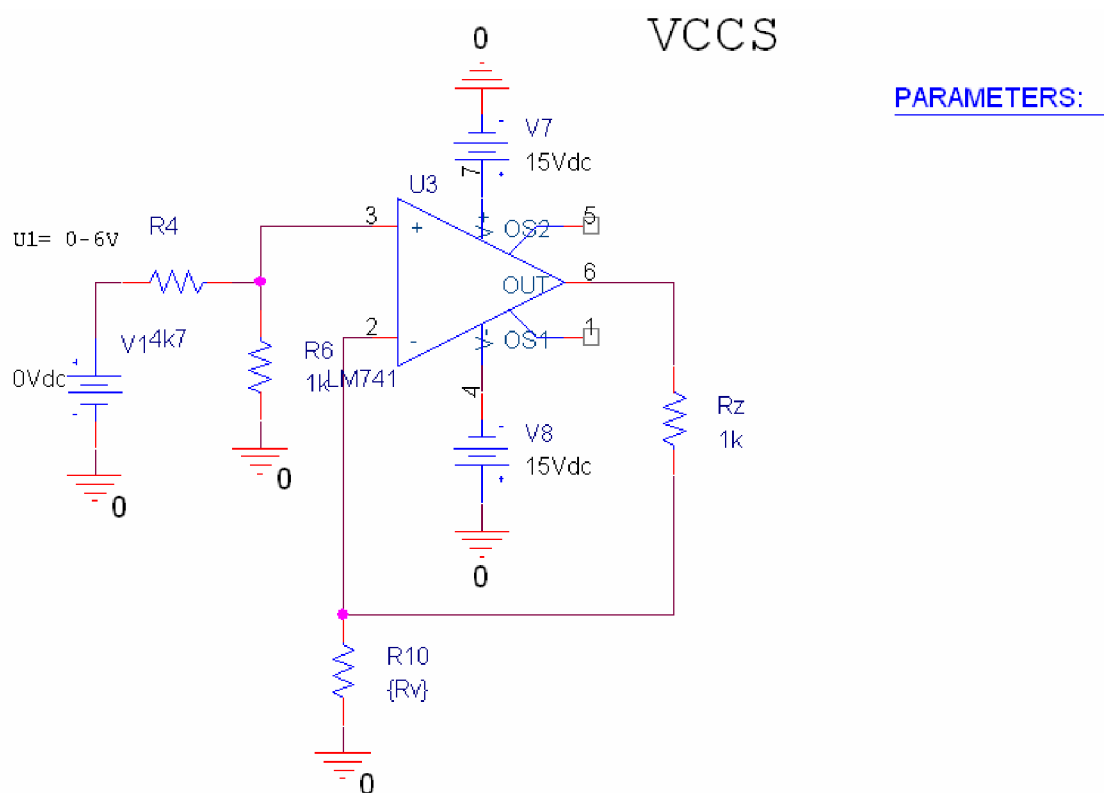 VCCS
0
PARAMETERS:
V7
15Vdc
7
U3
3
5
OS2
U1= 0-6V
R4
+
V+
6
OUT
2
-
V-
OS1
1
V1
4k7
R6
1k
LM741
0Vdc
4
Rz
1k
V8
15Vdc
0
0
0
R10
{Rv}
0